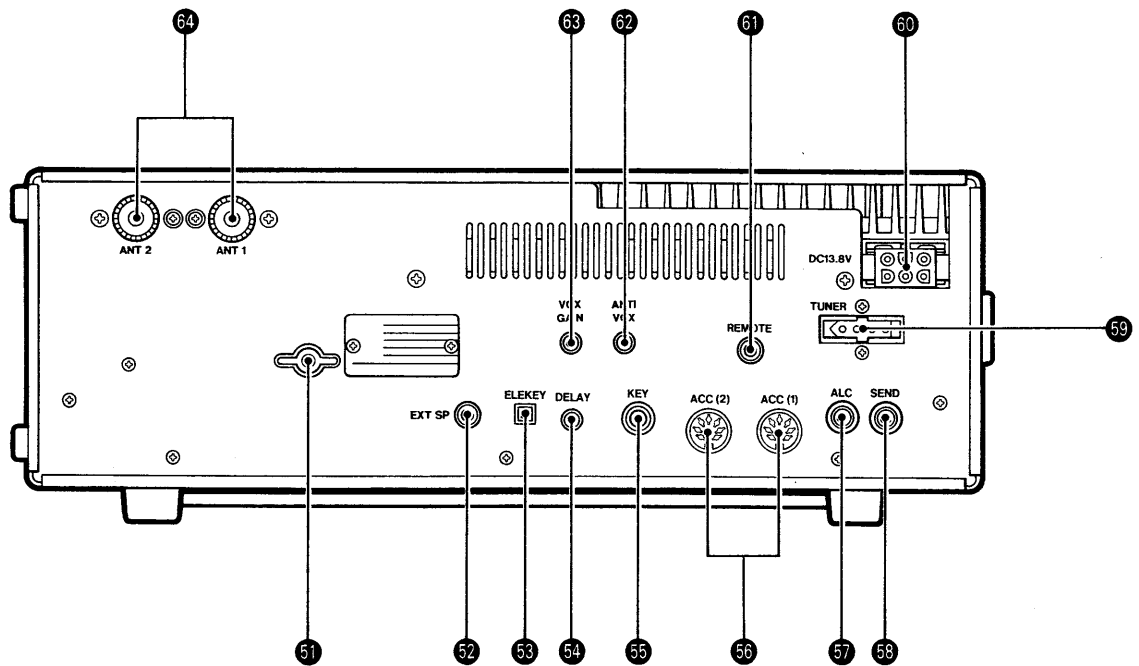 64
63
62
61
60
ANT 2
ANT 1
DC13.8V
VOX
GAIN
ANTI
VOX
REMOTE
TUNER
59
EXT SP
ELEKEY
DELAY
KEY
ACC (2)
ACC (1)
ALC
SEND
51
52
53
54
55
56
57
58